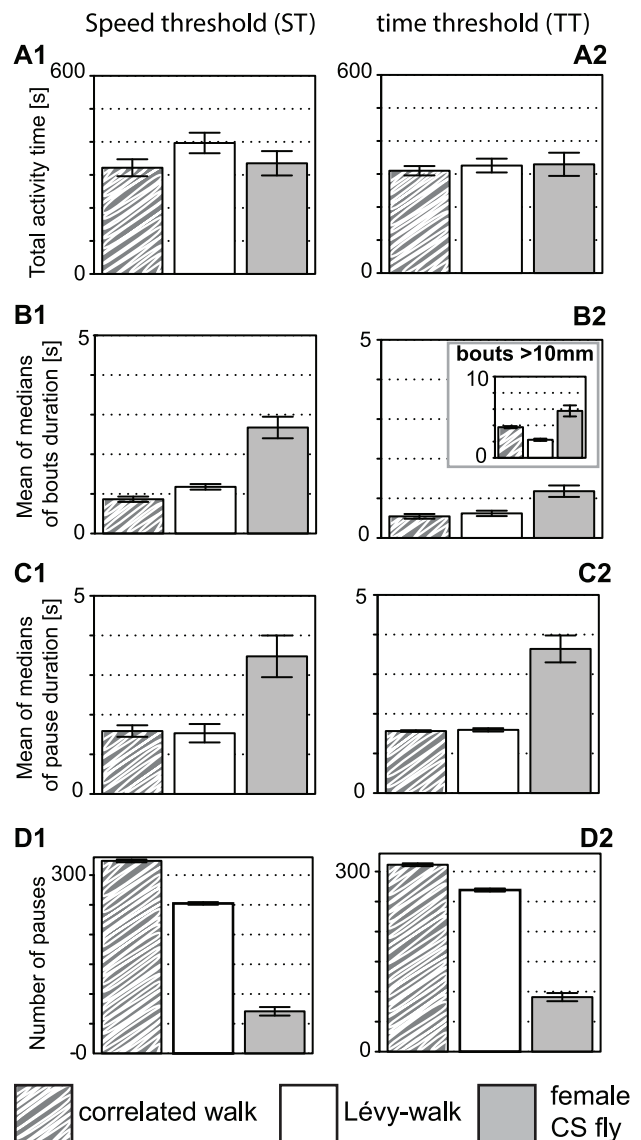 Speed threshold (ST)
time threshold (TT)
A1
A2
600
Total activity time [s]
0
600
0
B1
B2
5
Mean of medians
of bouts duration [s]
0
5
0
bouts >10mm
10
0
C1
C2
5
Mean of medians
of pause duration [s]
0
5
0
D1
D2
300
Number of pauses
-0
300
0
correlated walk
Lévy-walk
female
CS fly